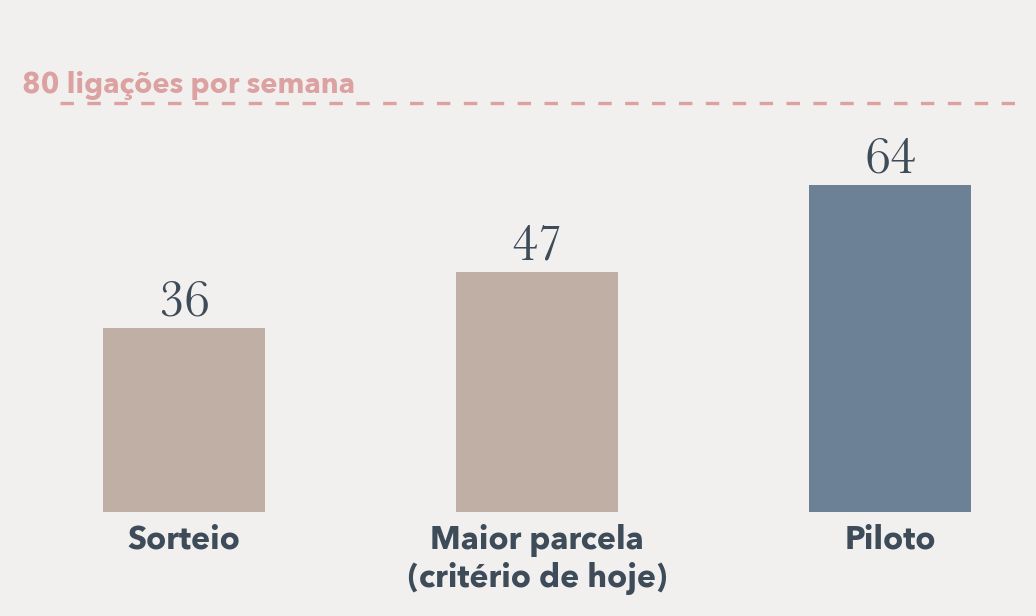 80 ligações por semana
64
47
36
Sorteio
Maior parcela
(critério de hoje)
Piloto